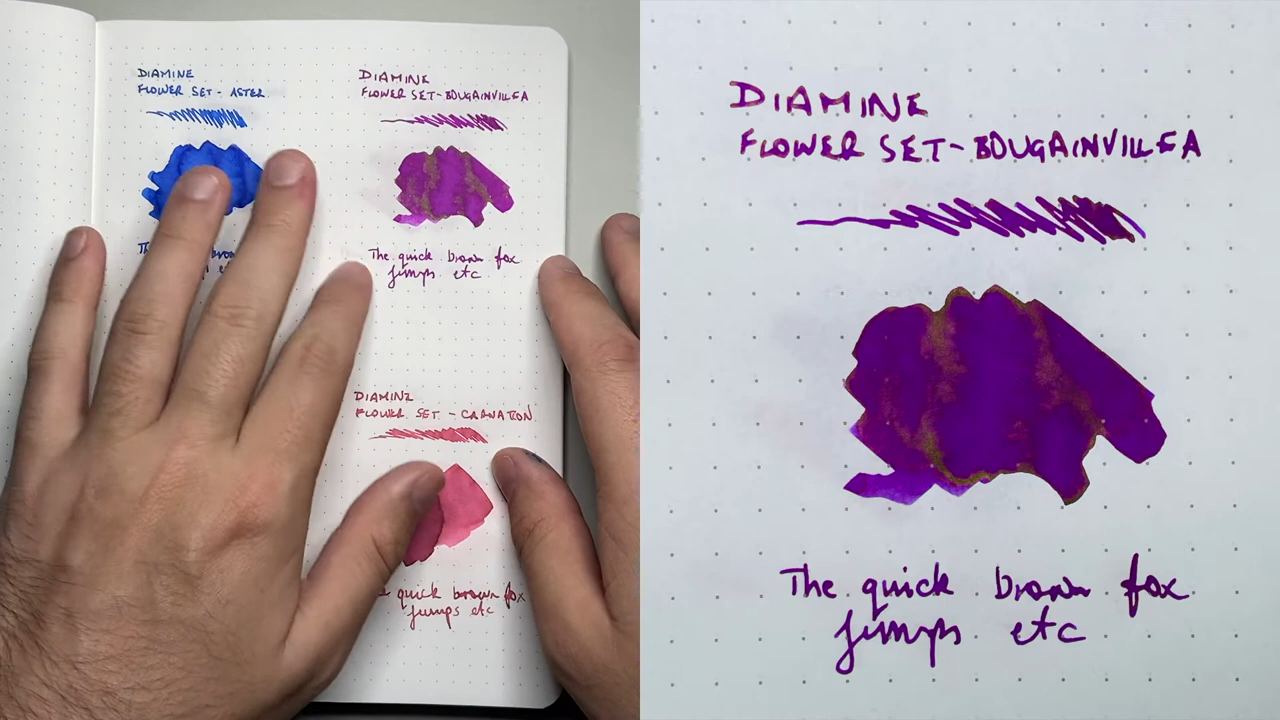 DIAMINE
FLOWER SET - ASTER
The
DIAMINE
FLOWER SET - BOUGAINVILLEA
The quick brown fox
jumps etc
DIAMINE
FLOWER SET - CARNATION
quick brown fox
jumps etc
DIAMINE
FLOWER SET - BOUGAINVILLEA
The quick brown fox
jumps etc